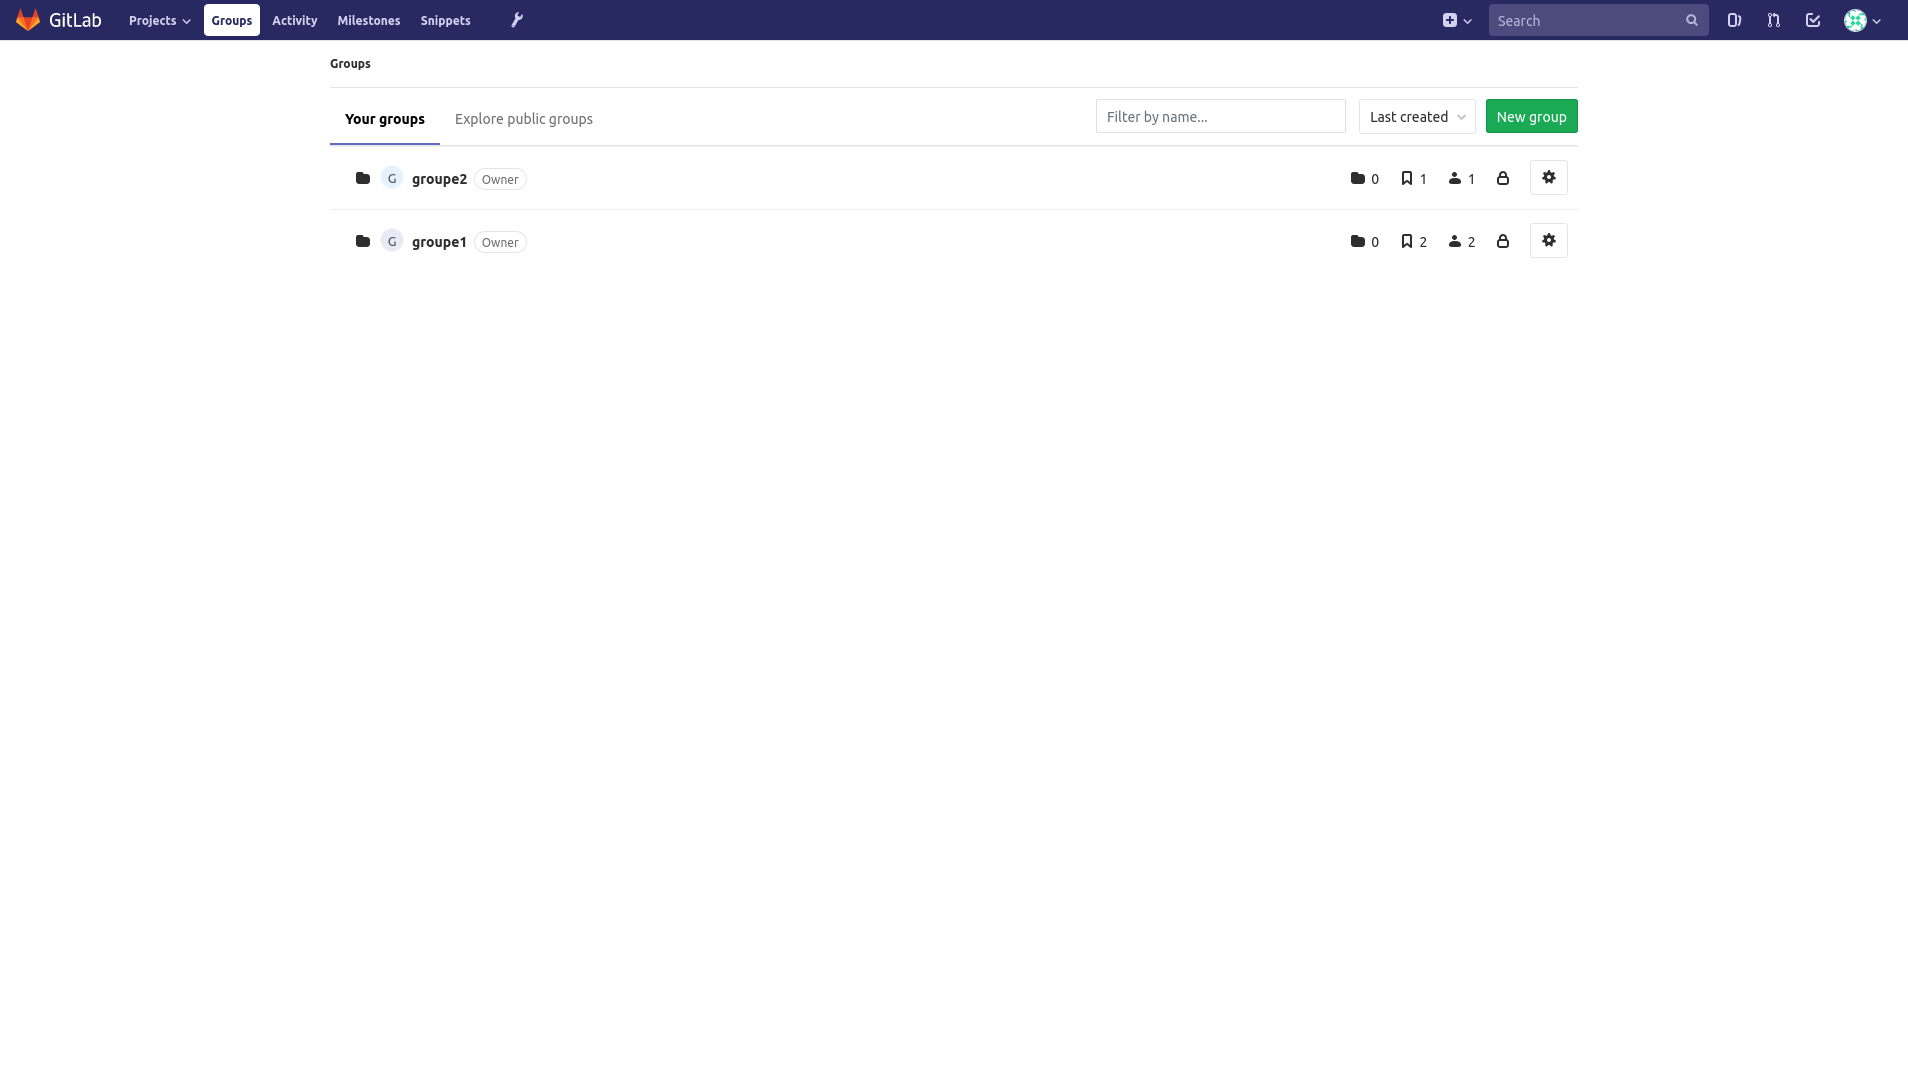 GitLab Projects Groups Activity Milestones Snippets Search
Groups
Your groups Explore public groups Filter by name... Last created New group
G groupe2 Owner 0 1 1
G groupe1 Owner 0 2 2